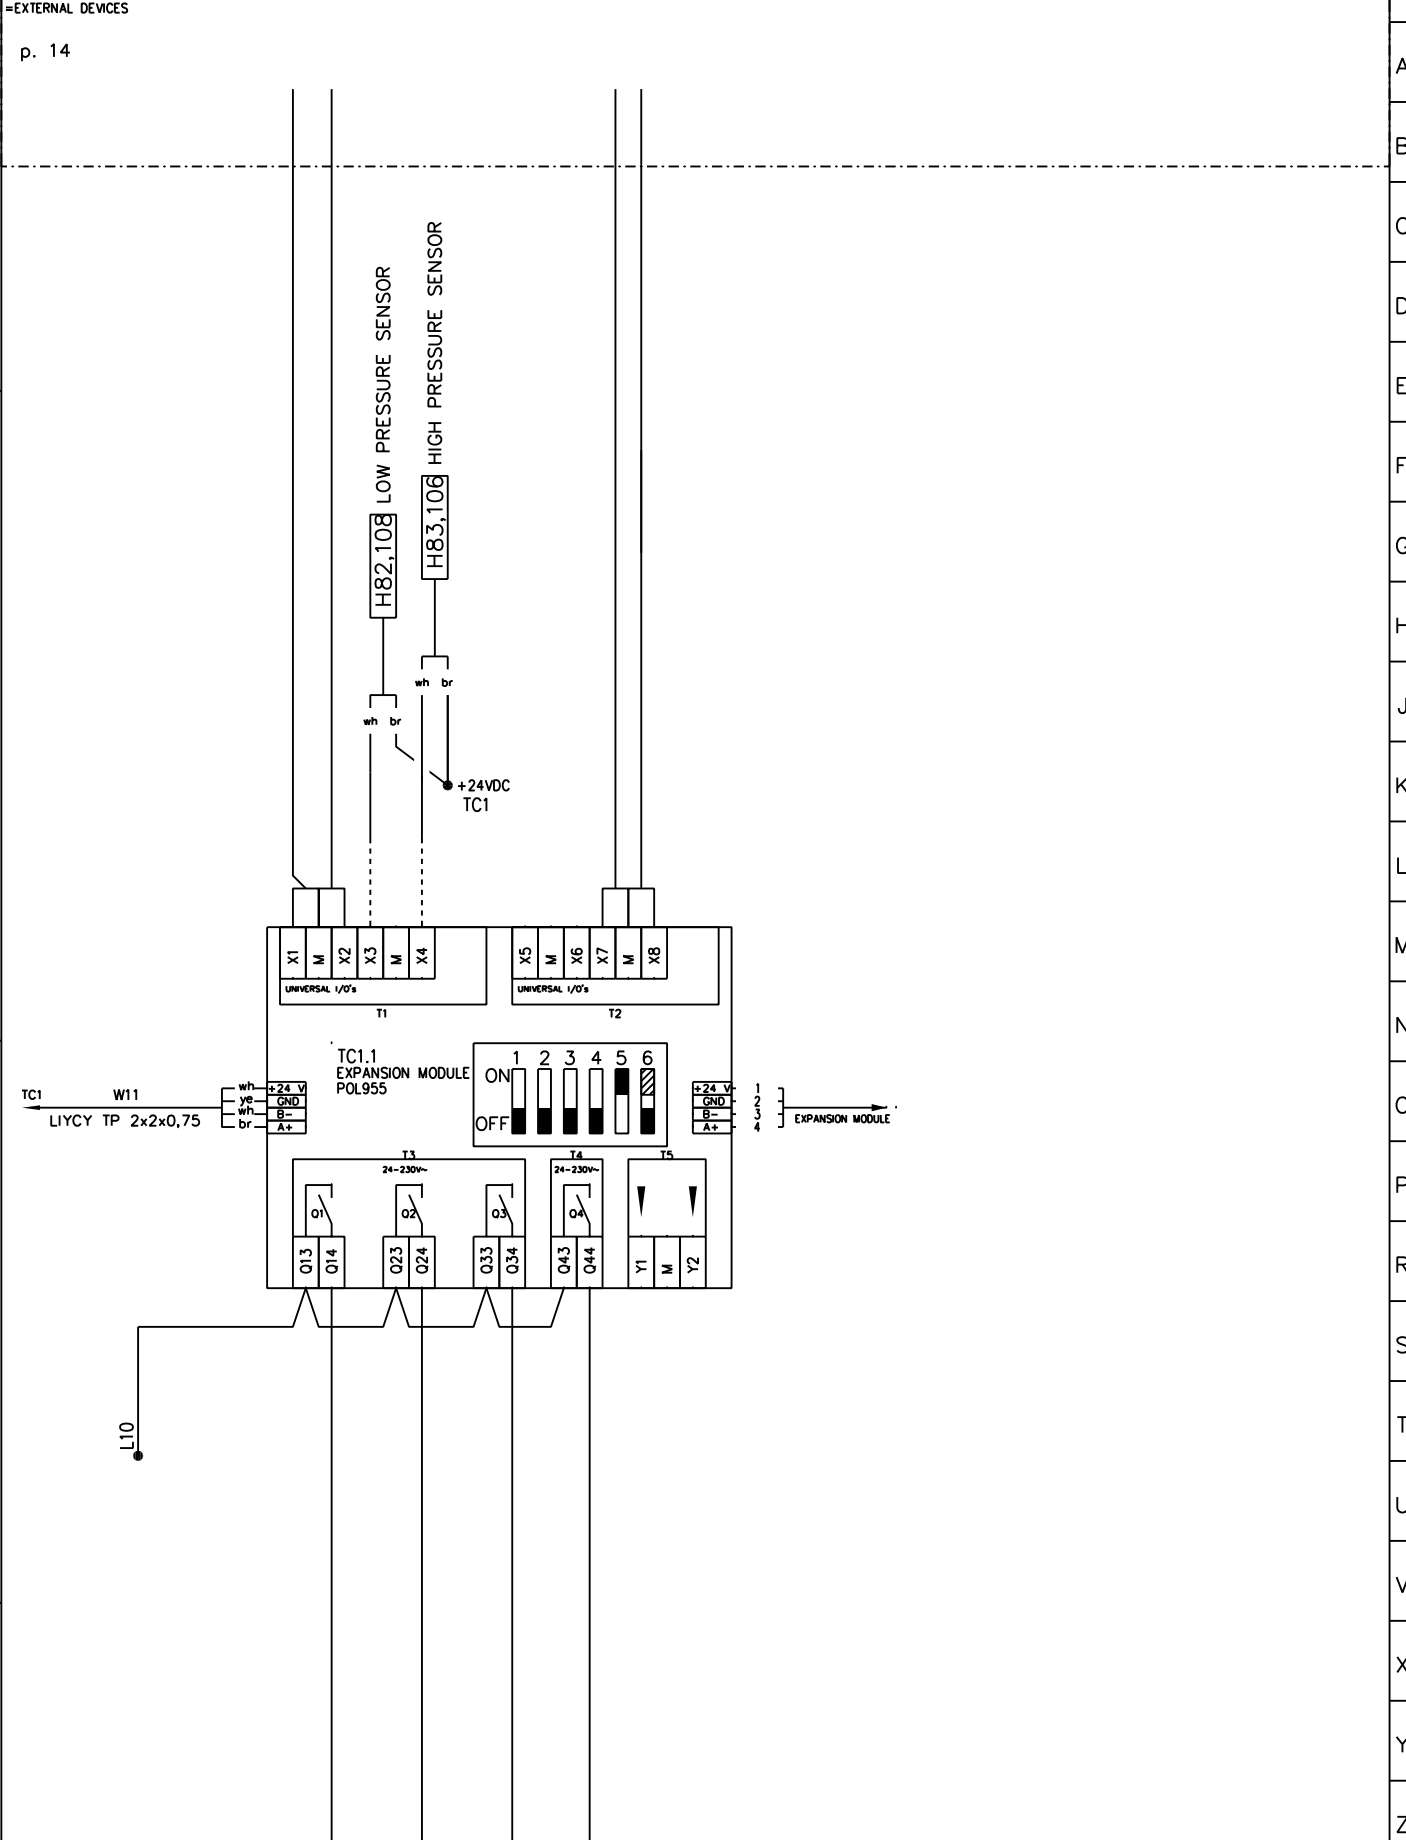 =EXTERNAL DEVICES
p. 14
A
B
C
D
E
F
G
H
J
K
L
M
N
O
P
R
S
T
U
V
X
Y
Z
H82,108 LOW PRESSURE SENSOR
H83,106 HIGH PRESSURE SENSOR
wh br
wh br
+24VDC
TC1
X1 M X2 X3 M X4
UNIVERSAL I/O's
T1
X5 M X6 X7 M X8
UNIVERSAL I/O's
T2
TC1.1
EXPANSION MODULE
POL955
1 2 3 4 5 6
ON
OFF
TC1 W11
LIYCY TP 2x2x0,75
wh +24 V
ye GND
wh B-
br A+
+24 V 1
GND 2
B- 3
A+ 4
EXPANSION MODULE
T3
24-230V~
T4
24-230V~
T5
Q1 Q2 Q3 Q4
Q13 Q14 Q23 Q24 Q33 Q34 Q43 Q44 Y1 M Y2
L10